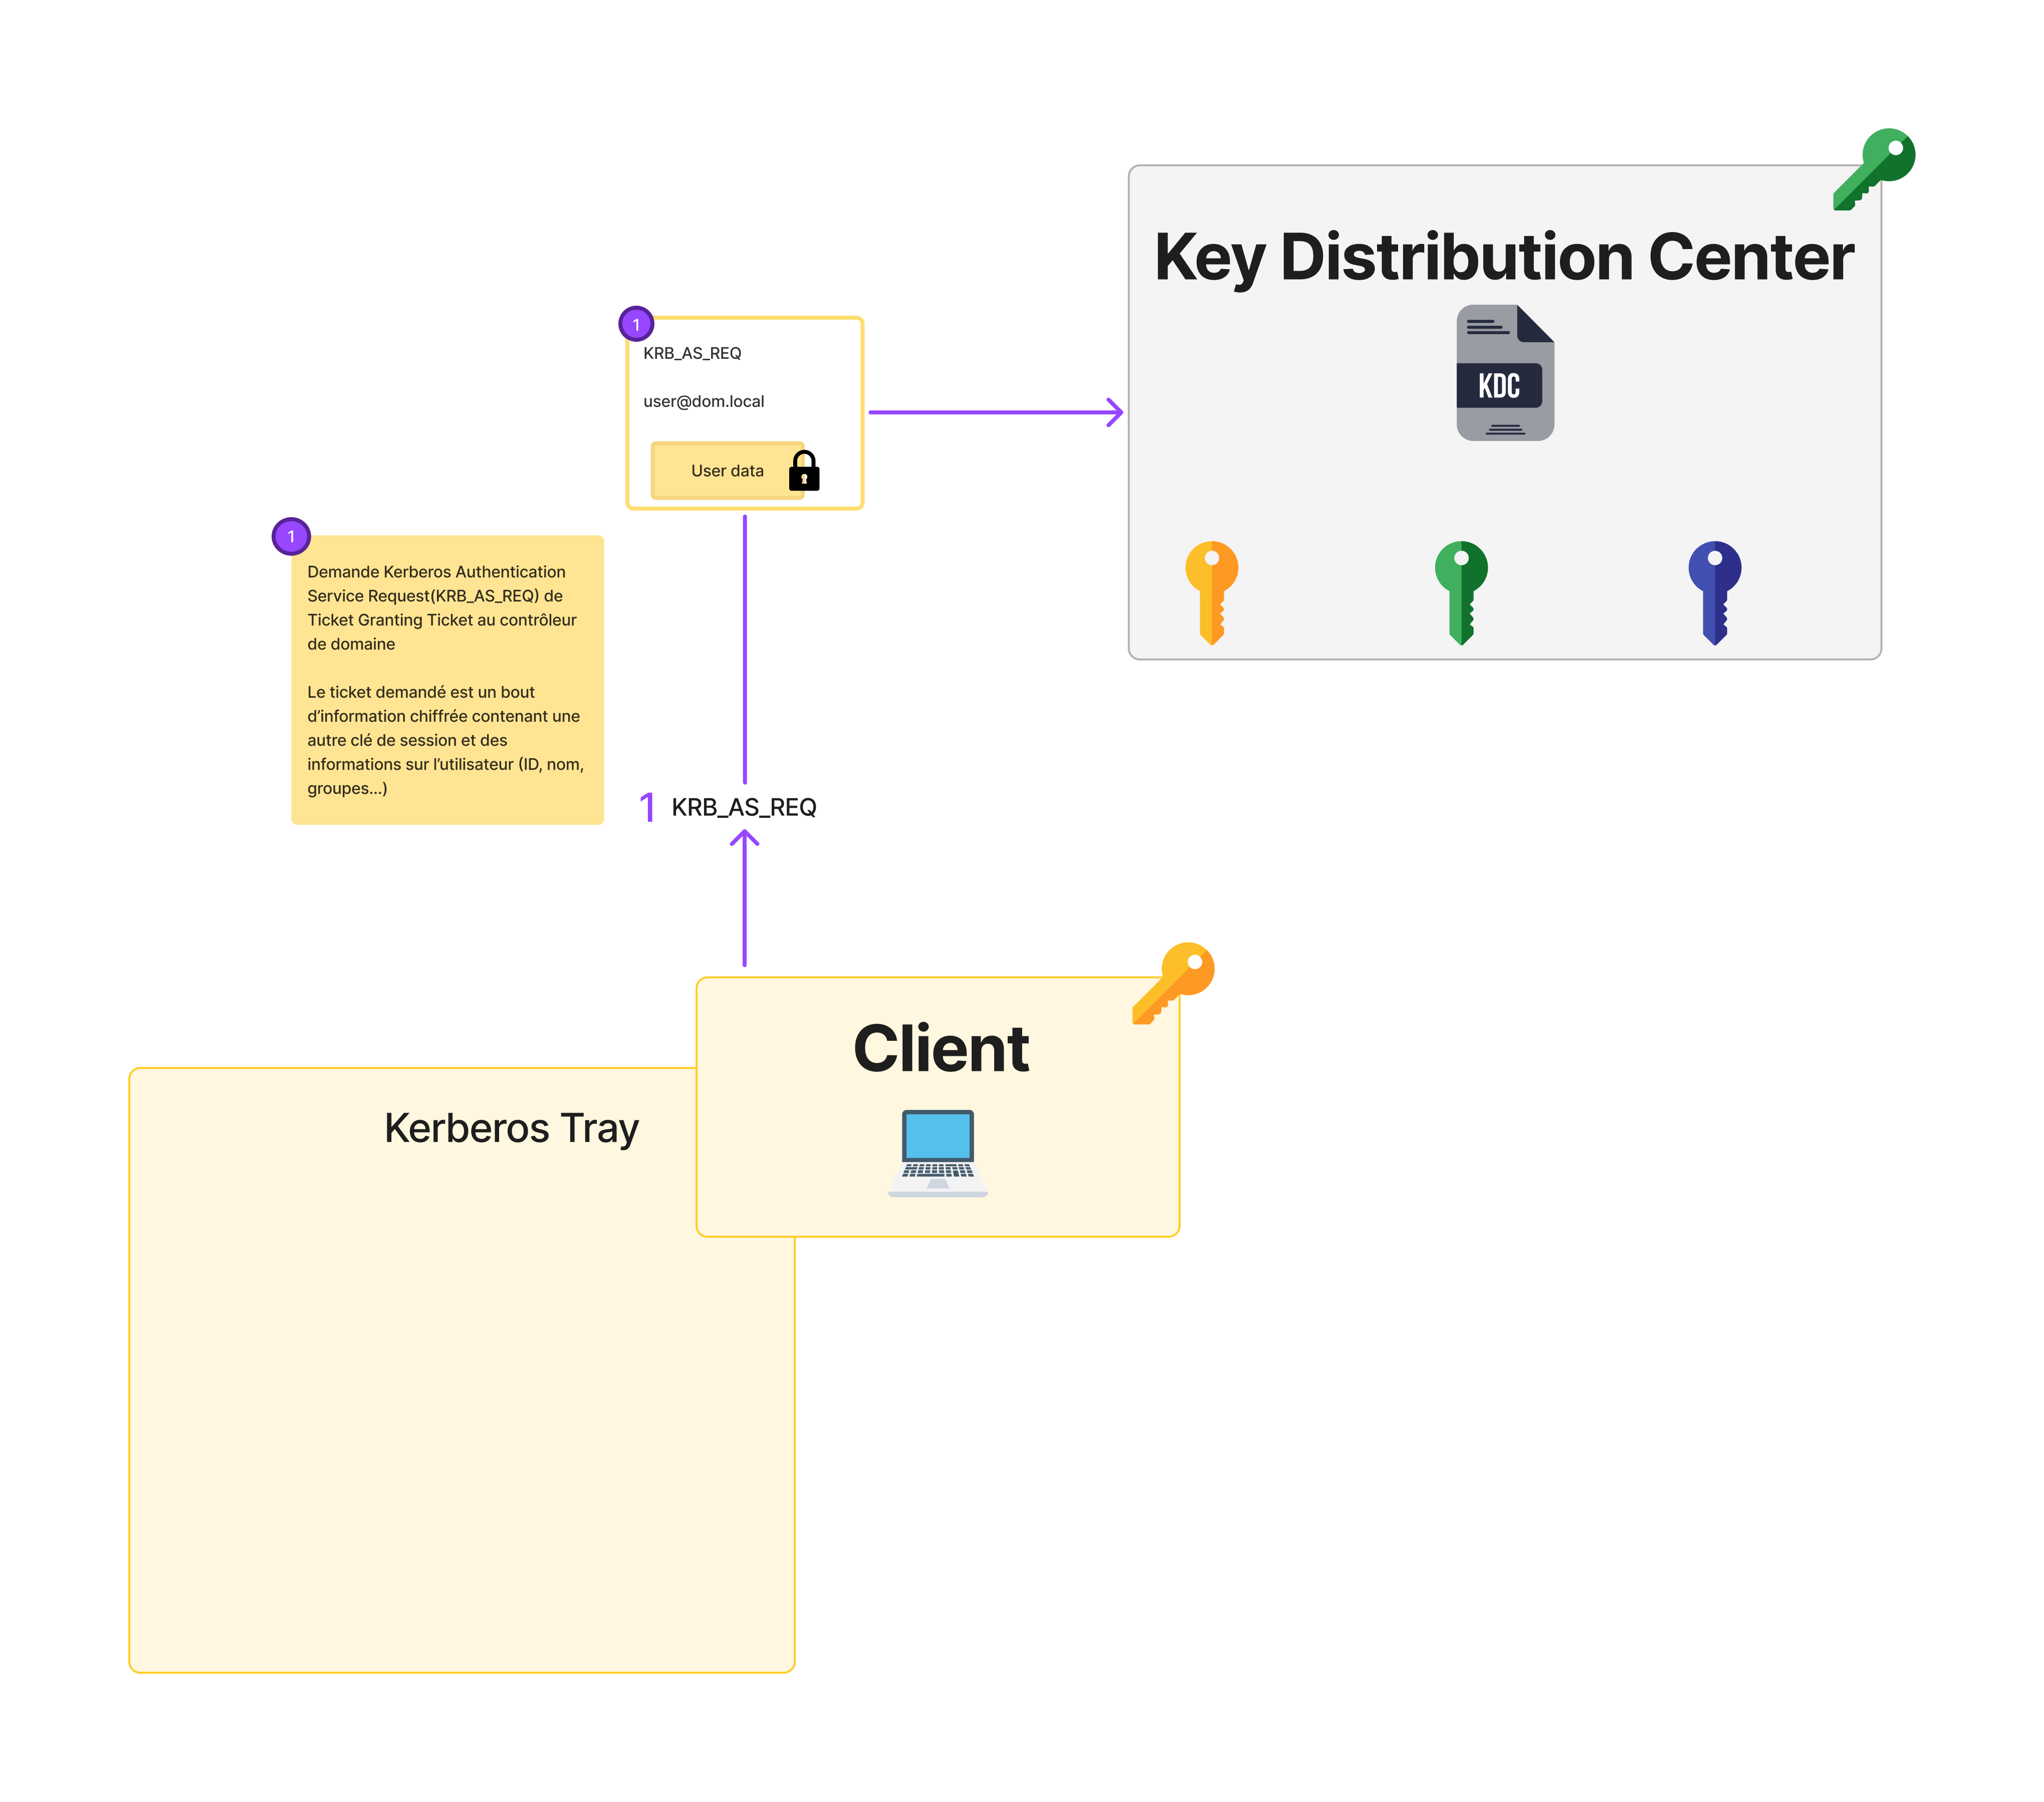 Key Distribution Center
KDC
1
KRB_AS_REQ
user@dom.local
User data
1
Demande Kerberos Authentication
Service Request(KRB_AS_REQ) de
Ticket Granting Ticket au contrôleur
de domaine
Le ticket demandé est un bout
d’information chiffrée contenant une
autre clé de session et des
informations sur l’utilisateur (ID, nom,
groupes...)
1 KRB_AS_REQ
Client
Kerberos Tray